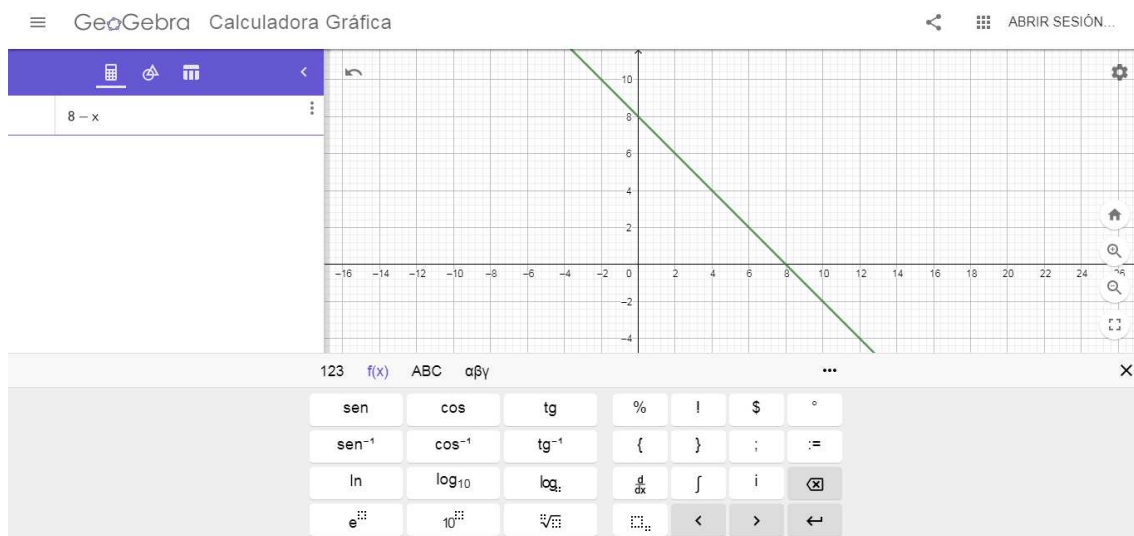 GeoGebra Calculadora Gráfica
ABRIR SESIÓN...
8 − x
10
8
6
4
2
−16 −14 −12 −10 −8 −6 −4 −2 0 2 4 6 8 10 12 14 16 18 20 22 24 26
−2
−4
123 f(x) ABC αβγ ...
sen cos tg % ! $ °
sen⁻¹ cos⁻¹ tg⁻¹ { } ; :=
ln log₁₀ log d/dx ∫ i
e 10 √ < >